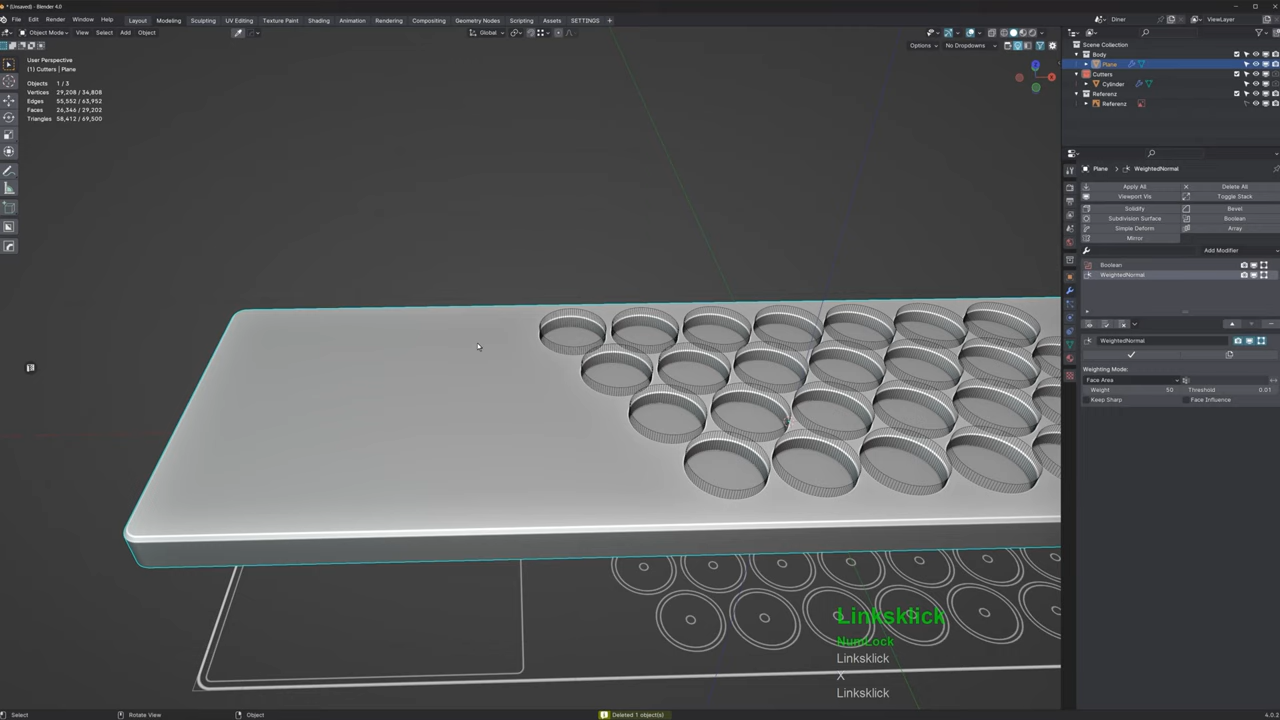 * (Unsaved) - Blender 4.0
File Edit Render Window Help Layout Modeling Sculpting UV Editing Texture Paint Shading Animation Rendering Compositing Geometry Nodes Scripting Assets SETTINGS + Diner ViewLayer
Object Mode View Select Add Object Global
Options No Dropdowns
User Perspective
(1) Cutters | Plane
Objects 1 / 3
Vertices 29,208 / 34,808
Edges 55,552 / 63,952
Faces 26,346 / 29,202
Triangles 58,412 / 69,500
Scene Collection
Body
Plane
Cutters
Cylinder
Referenz
Referenz
Plane > WeightedNormal
Apply All Delete All
Viewport Vis Toggle Stack
Solidify Bevel
Subdivision Surface Boolean
Simple Deform Array
Mirror
Add Modifier
Boolean
WeightedNormal
WeightedNormal
Weighting Mode:
Face Area
Weight 50 Threshold 0.01
Keep Sharp Face Influence
Z
X
Linksklick
NumLock
Linksklick
X
Linksklick
Select Rotate View Object Deleted 1 object(s) 4.0.2